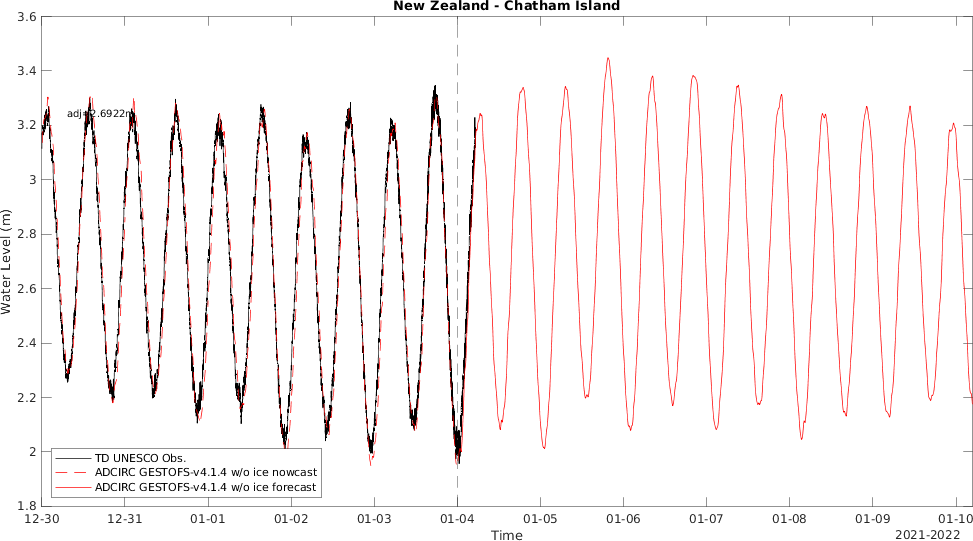 New Zealand - Chatham Island
3.6
3.4
3.2
3
2.8
2.6
2.4
2.2
2
1.8
Water Level (m)
adj=2.6922m
TD UNESCO Obs.
ADCIRC GESTOFS-v4.1.4 w/o ice nowcast
ADCIRC GESTOFS-v4.1.4 w/o ice forecast
12-30 12-31 01-01 01-02 01-03 01-04 01-05 01-06 01-07 01-08 01-09 01-10
Time
2021-2022